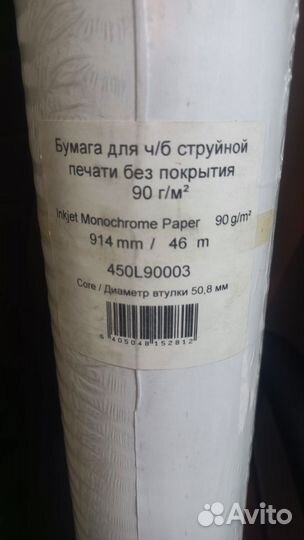 Бумага для ч/б струйной
печати без покрытия
90 г/м²
Inkjet Monochrome Paper 90 g/m²
914 mm / 46 m
450L90003
Core / Диаметр втулки 50,8 мм
6 405048 152812
Avito